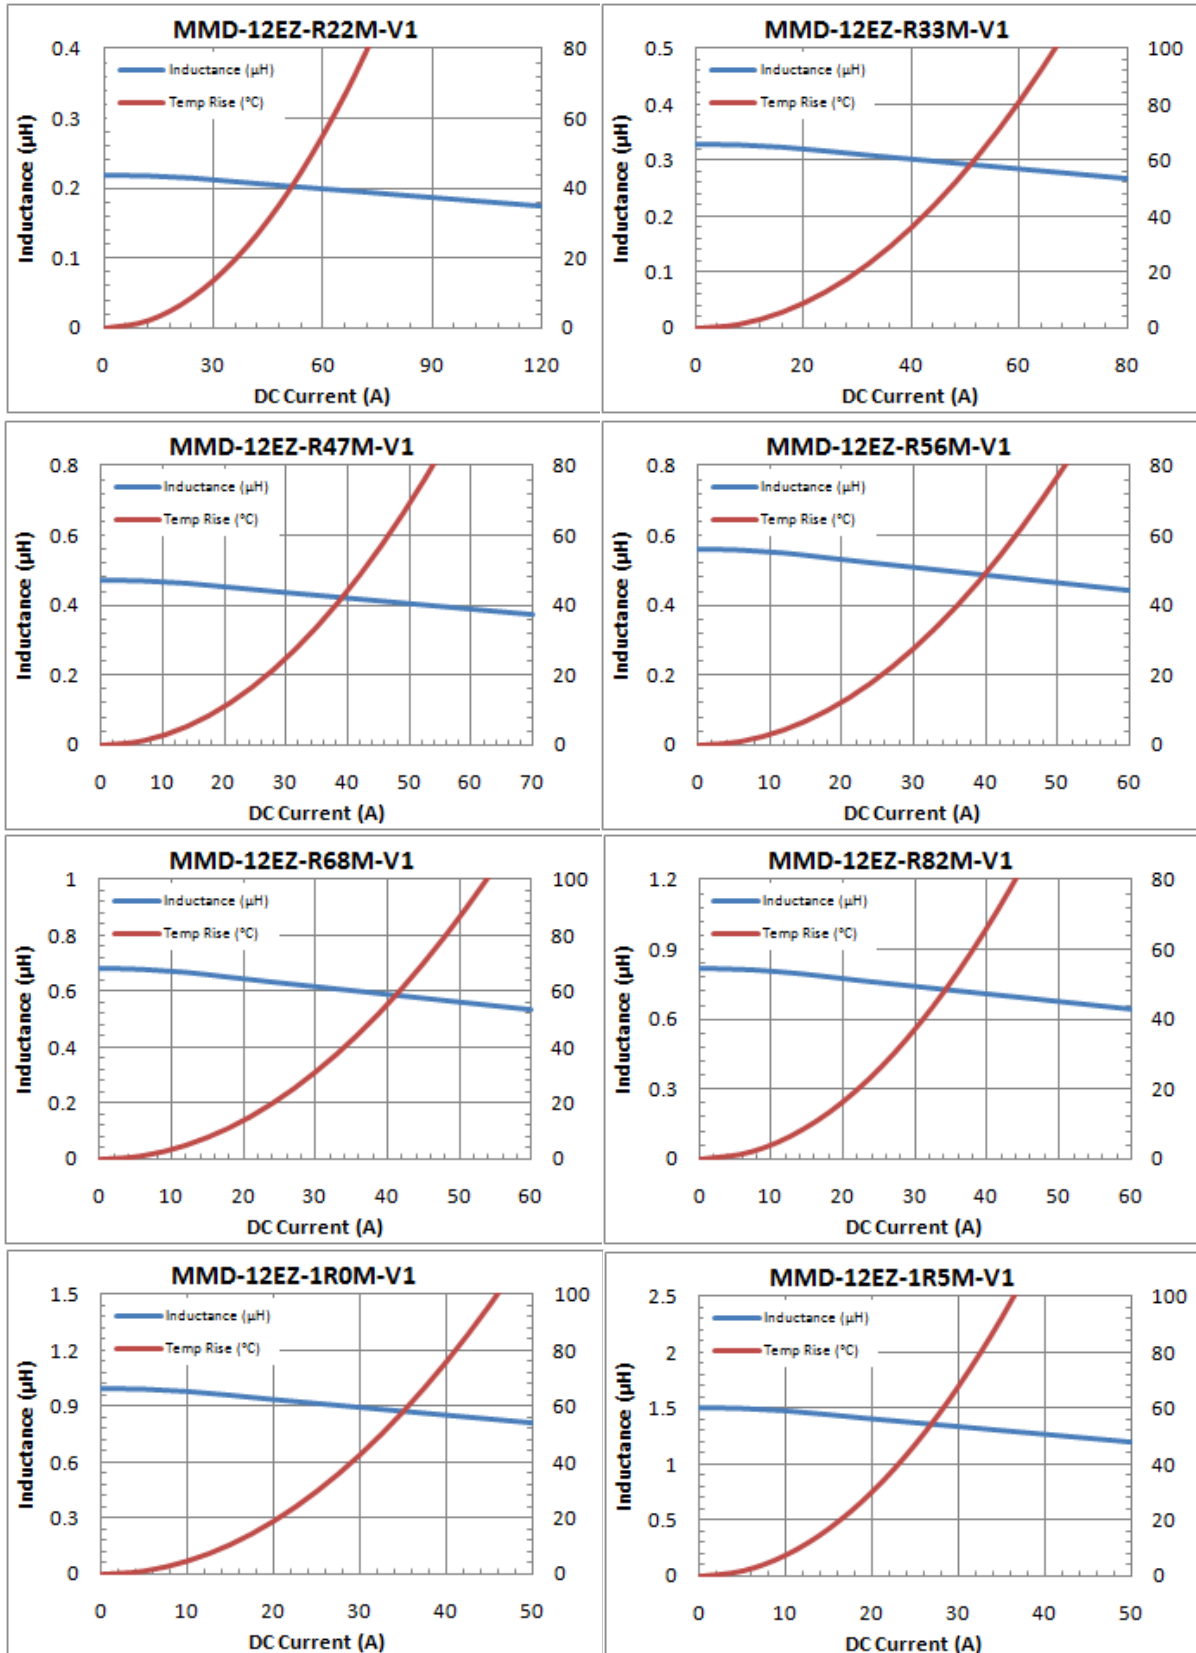 MMD-12EZ-R22M-V1
Inductance (µH)
Temp Rise (°C)
Inductance (µH)
0.4
0.3
0.2
0.1
0
80
60
40
20
0
0 30 60 90 120
DC Current (A)
MMD-12EZ-R33M-V1
Inductance (µH)
Temp Rise (°C)
Inductance (µH)
0.5
0.4
0.3
0.2
0.1
0
100
80
60
40
20
0
0 20 40 60 80
DC Current (A)
MMD-12EZ-R47M-V1
Inductance (µH)
Temp Rise (°C)
Inductance (µH)
0.8
0.6
0.4
0.2
0
80
60
40
20
0
0 10 20 30 40 50 60 70
DC Current (A)
MMD-12EZ-R56M-V1
Inductance (µH)
Temp Rise (°C)
Inductance (µH)
0.8
0.6
0.4
0.2
0
80
60
40
20
0
0 10 20 30 40 50 60
DC Current (A)
MMD-12EZ-R68M-V1
Inductance (µH)
Temp Rise (°C)
Inductance (µH)
1
0.8
0.6
0.4
0.2
0
100
80
60
40
20
0
0 10 20 30 40 50 60
DC Current (A)
MMD-12EZ-R82M-V1
Inductance (µH)
Temp Rise (°C)
Inductance (µH)
1.2
0.9
0.6
0.3
0
80
60
40
20
0
0 10 20 30 40 50 60
DC Current (A)
MMD-12EZ-1R0M-V1
Inductance (µH)
Temp Rise (°C)
Inductance (µH)
1.5
1.2
0.9
0.6
0.3
0
100
80
60
40
20
0
0 10 20 30 40 50
DC Current (A)
MMD-12EZ-1R5M-V1
Inductance (µH)
Temp Rise (°C)
Inductance (µH)
2.5
2
1.5
1
0.5
0
100
80
60
40
20
0
0 10 20 30 40 50
DC Current (A)